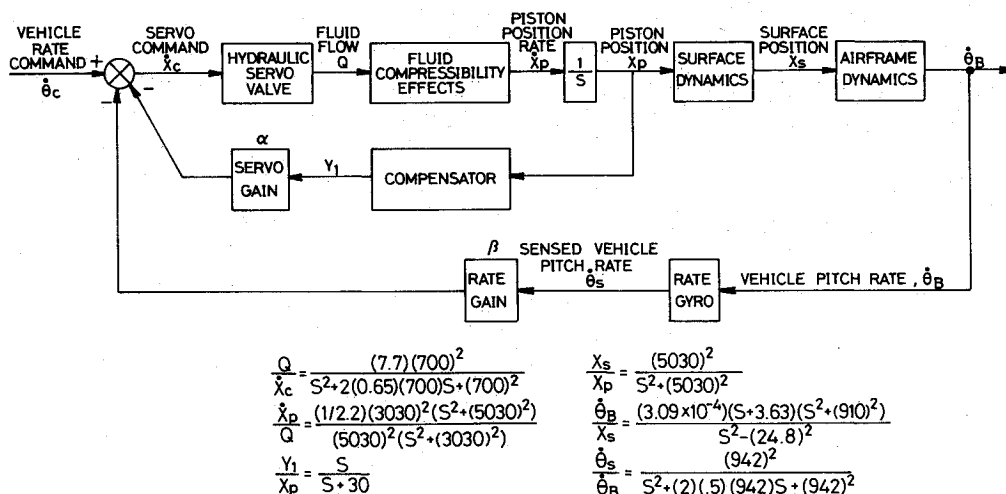 VEHICLE
RATE
COMMAND +
θ̇c
SERVO
COMMAND
Ẋc
-
-
HYDRAULIC
SERVO
VALVE
FLUID
FLOW
Q
FLUID
COMPRESSIBILITY
EFFECTS
PISTON
POSITION
RATE
Ẋp
1/S
PISTON
POSITION
Xp
SURFACE
DYNAMICS
SURFACE
POSITION
Xs
AIRFRAME
DYNAMICS
θ̇B
α
SERVO
GAIN
Y1
COMPENSATOR
β
RATE
GAIN
SENSED VEHICLE
PITCH RATE
θ̇s
RATE
GYRO
VEHICLE PITCH RATE, θ̇B
Q/Ẋc = (7.7)(700)²/S²+2(0.65)(700)S+(700)²
Xs/Xp = (5030)²/S²+(5030)²
Ẋp/Q = (1/2.2)(3030)²(S²+(5030)²)/(5030)²(S²+(3030)²)
θ̇B/Xs = (3.09×10⁻⁴)(S+3.63)(S²+(910)²)/S²-(24.8)²
Y1/Xp = S/S+30
θ̇s/θ̇B = (942)²/S²+(2)(.5)(942)S+(942)²